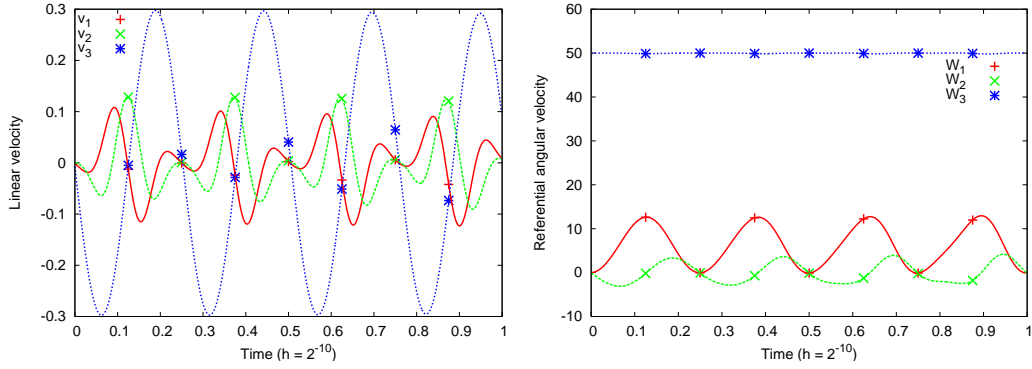 0.3
0.2
0.1
0
-0.1
-0.2
-0.3
0 0.1 0.2 0.3 0.4 0.5 0.6 0.7 0.8 0.9 1
Linear velocity
Time (h = 2^-10)
v1
v2
v3
60
50
40
30
20
10
0
-10
0 0.1 0.2 0.3 0.4 0.5 0.6 0.7 0.8 0.9 1
Referential angular velocity
Time (h = 2^-10)
W1
W2
W3